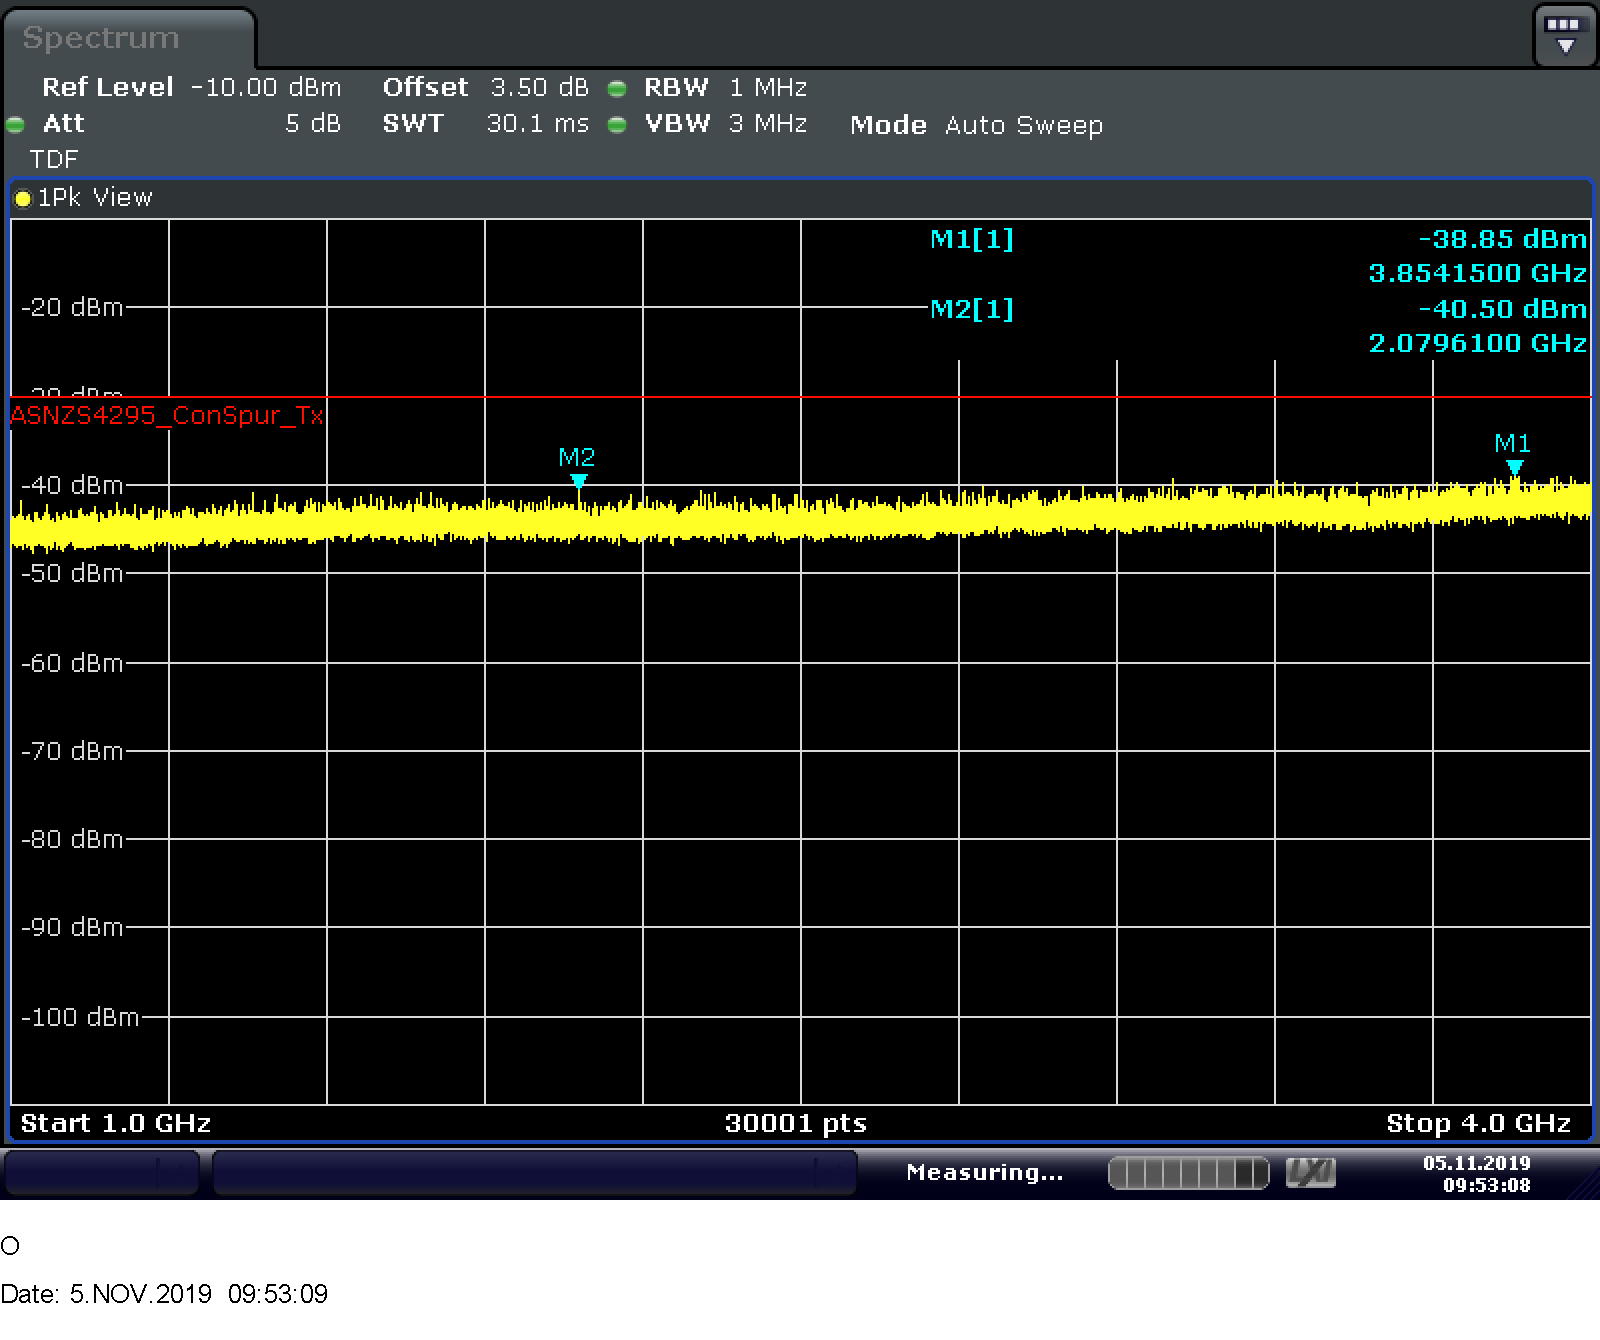 Spectrum
Ref Level -10.00 dBm Offset 3.50 dB RBW 1 MHz
Att 5 dB SWT 30.1 ms VBW 3 MHz Mode Auto Sweep
TDF
1Pk View
M1[1] -38.85 dBm
3.8541500 GHz
-20 dBm M2[1] -40.50 dBm
2.0796100 GHz
-30 dBm
ASNZS4295_ConSpur_Tx
M1
M2
-40 dBm
-50 dBm
-60 dBm
-70 dBm
-80 dBm
-90 dBm
-100 dBm
Start 1.0 GHz 30001 pts Stop 4.0 GHz
Measuring... LXI 05.11.2019
09:53:08
O
Date: 5.NOV.2019 09:53:09